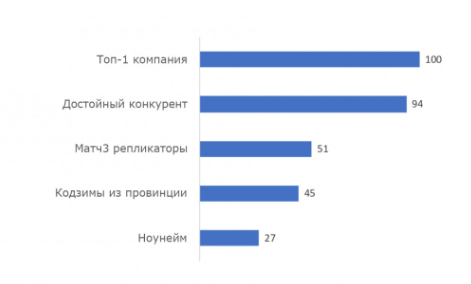 Топ-1 компания 100
Достойный конкурент 94
Матч3 репликаторы 51
Кодзимы из провинции 45
Ноунейм 27